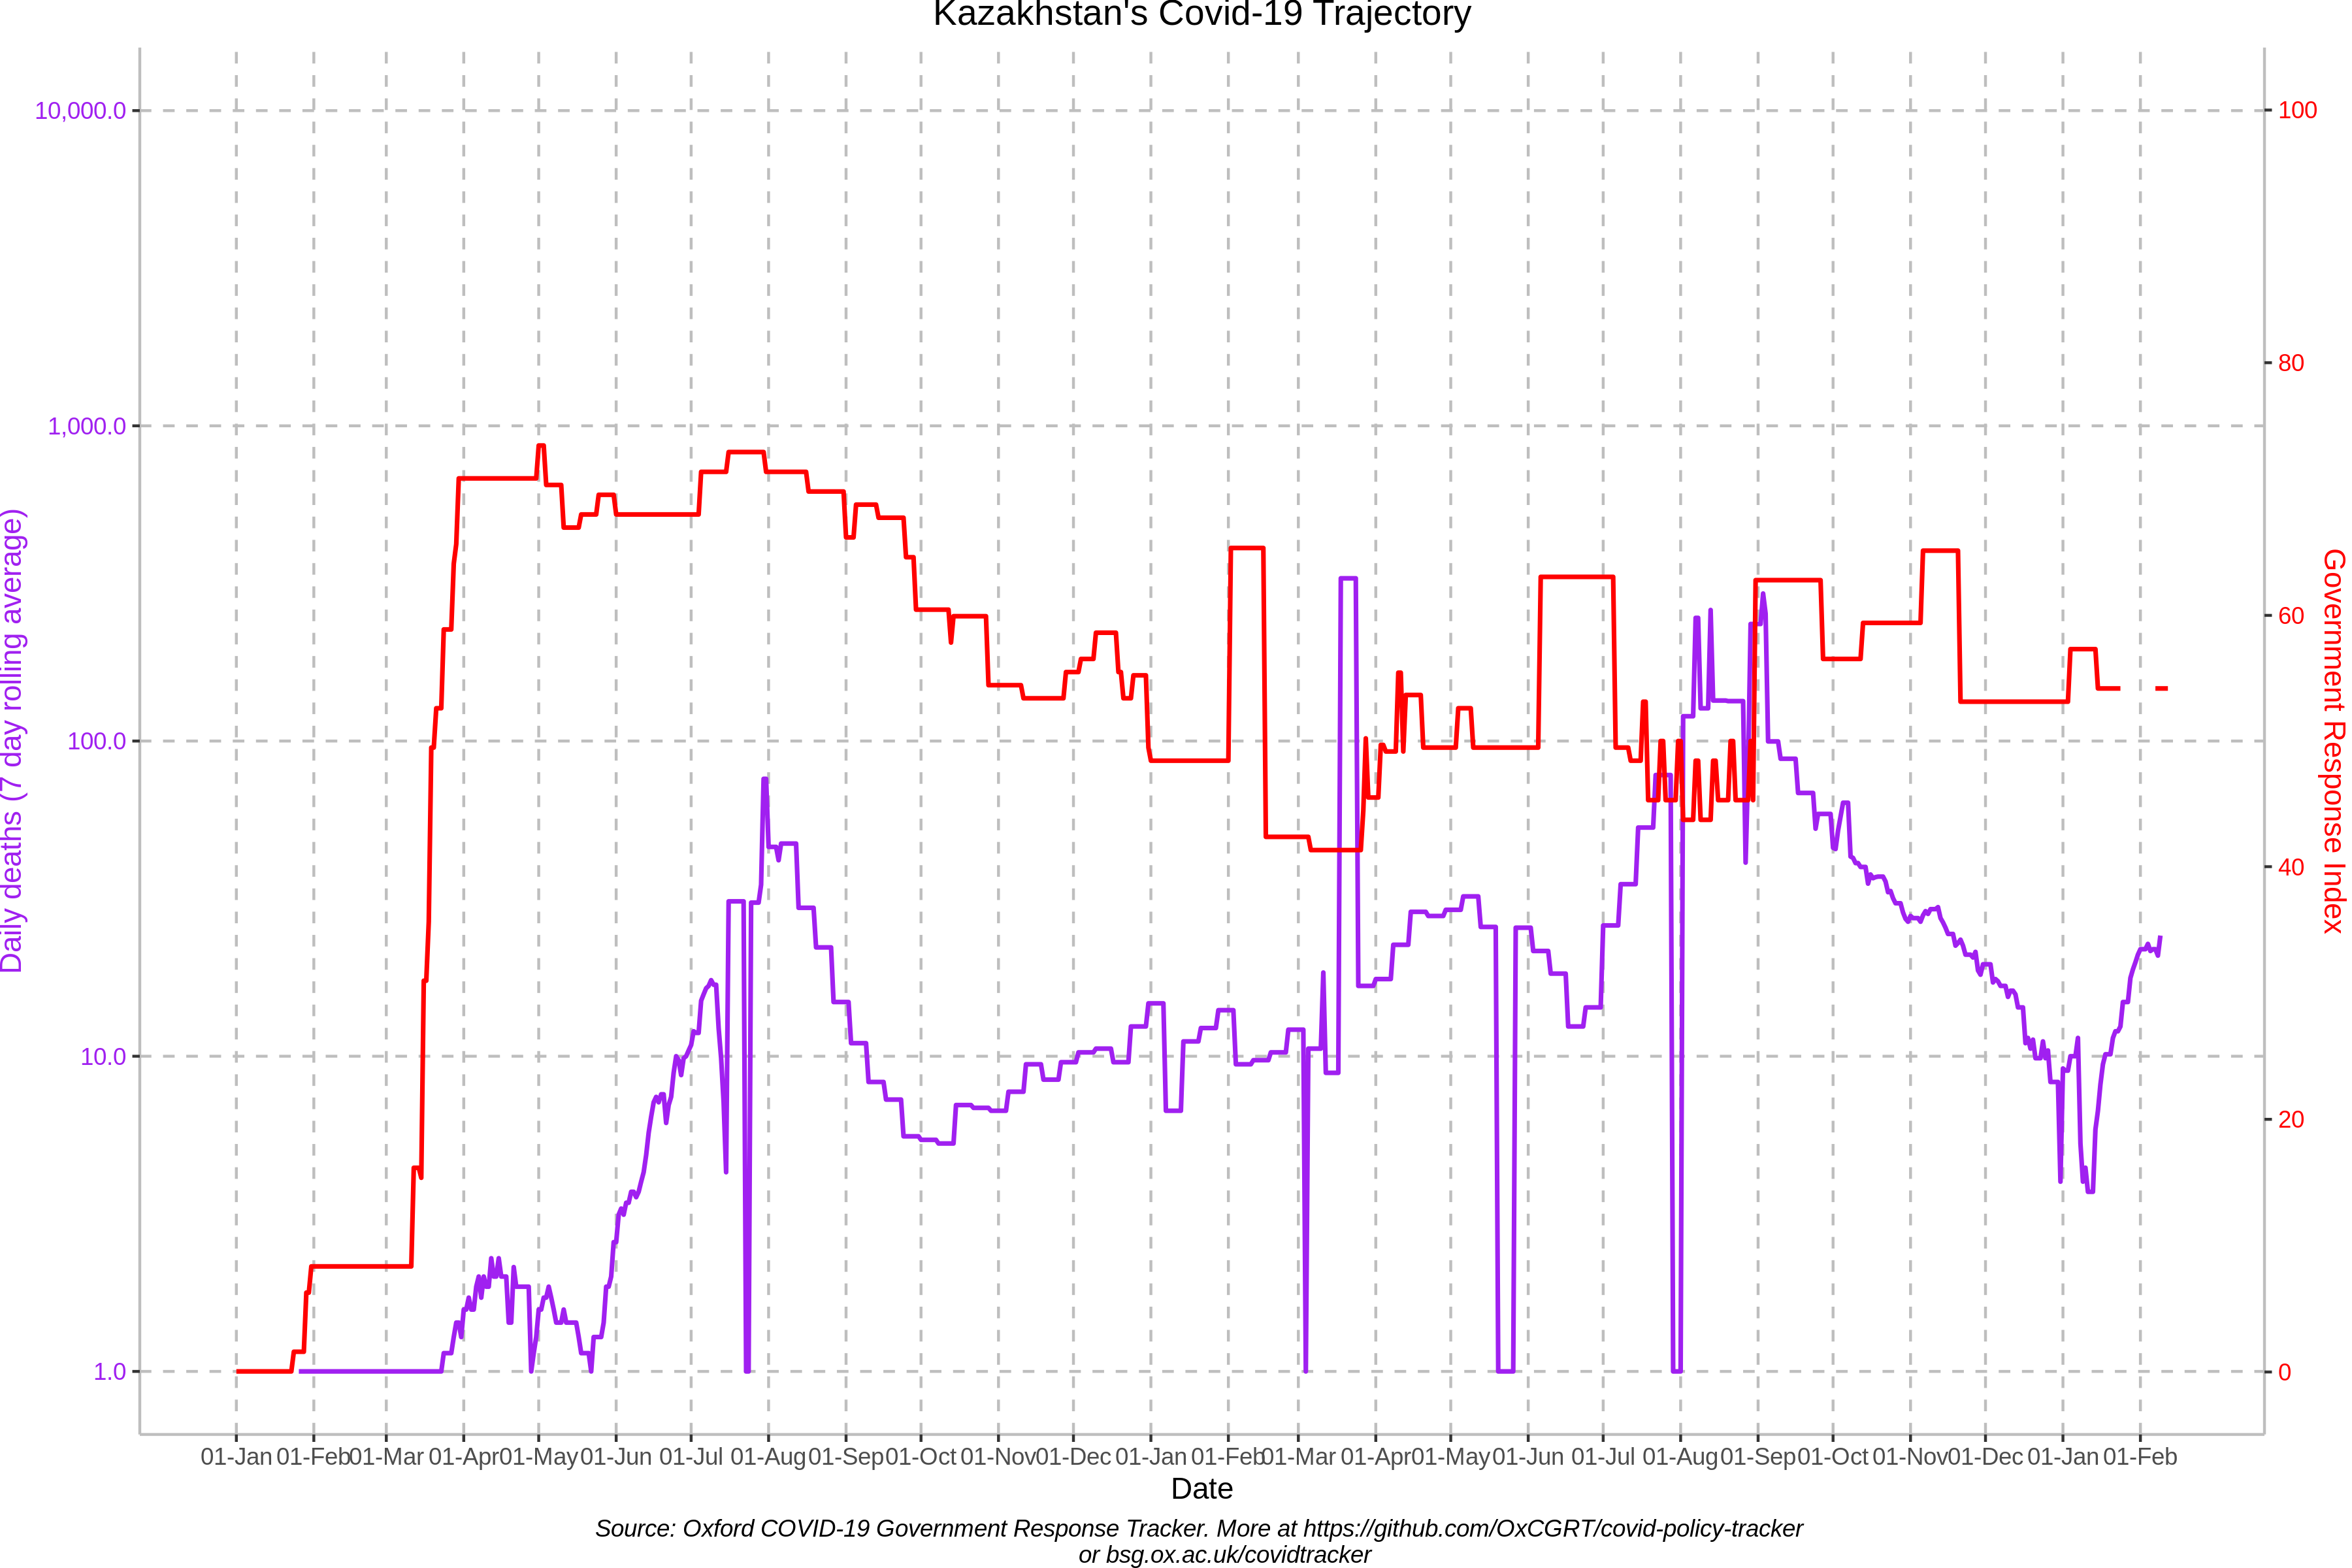 Kazakhstan's Covid-19 Trajectory
10,000.0
1,000.0
100.0
10.0
1.0
Daily deaths (7 day rolling average)
100
80
60
40
20
0
Government Response Index
01-Jan 01-Feb 01-Mar 01-Apr 01-May 01-Jun 01-Jul 01-Aug 01-Sep 01-Oct 01-Nov 01-Dec 01-Jan 01-Feb 01-Mar 01-Apr 01-May 01-Jun 01-Jul 01-Aug 01-Sep 01-Oct 01-Nov 01-Dec 01-Jan 01-Feb
Date
Source: Oxford COVID-19 Government Response Tracker. More at https://github.com/OxCGRT/covid-policy-tracker
or bsg.ox.ac.uk/covidtracker